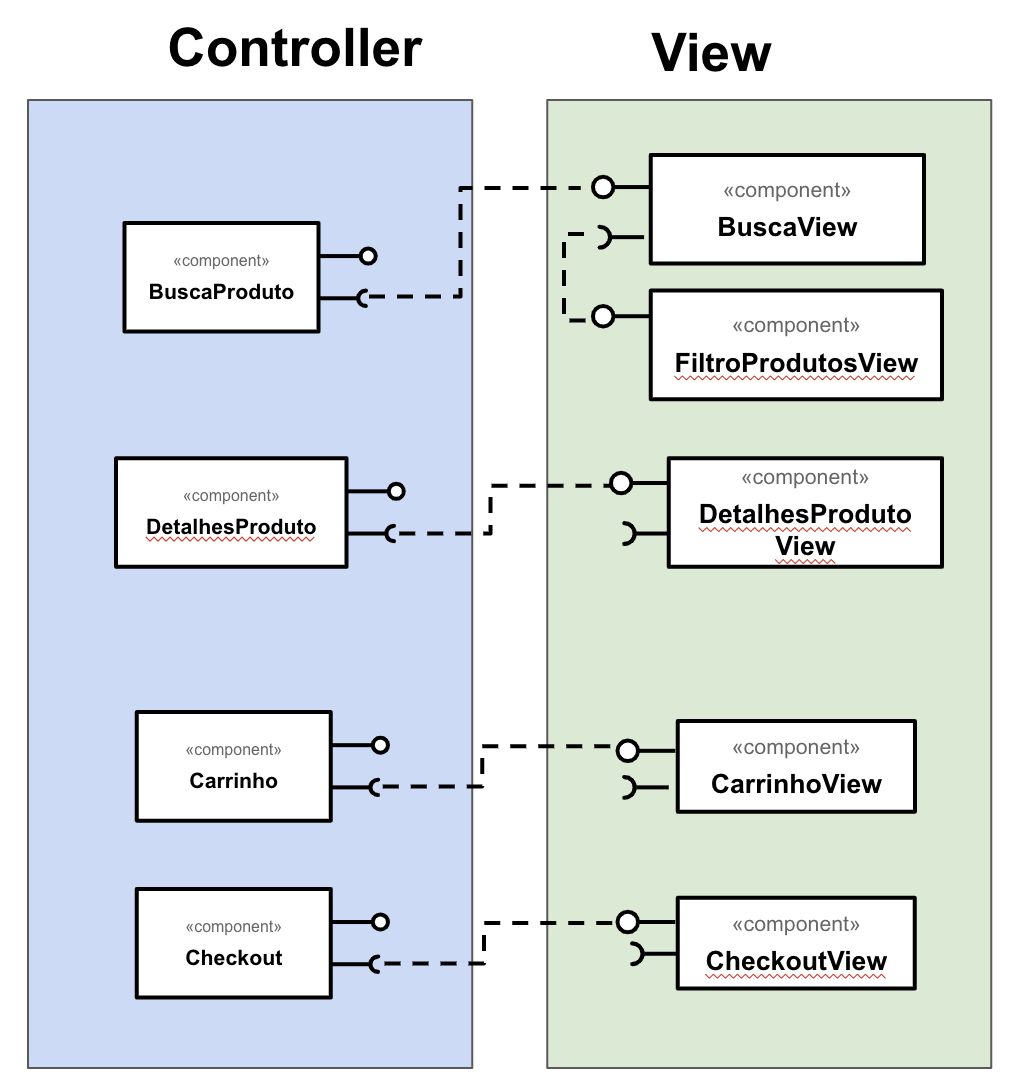 Controller
View
«component»
BuscaProduto
«component»
DetalhesProduto
«component»
Carrinho
«component»
Checkout
«component»
BuscaView
«component»
FiltroProdutosView
«component»
DetalhesProduto
View
«component»
CarrinhoView
«component»
CheckoutView